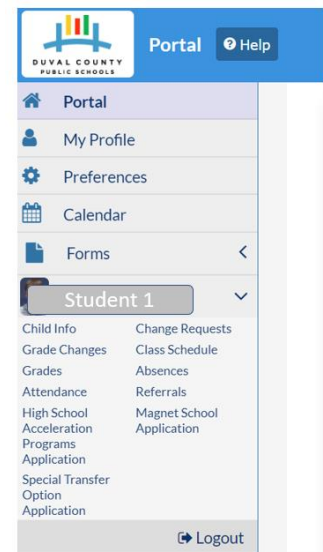 DUVAL COUNTY
PUBLIC SCHOOLS
Portal
Help
Portal
My Profile
Preferences
Calendar
Forms
Student 1
Child Info
Change Requests
Grade Changes
Class Schedule
Grades
Absences
Attendance
Referrals
High School
Acceleration
Programs
Application
Magnet School
Application
Special Transfer
Option
Application
Logout